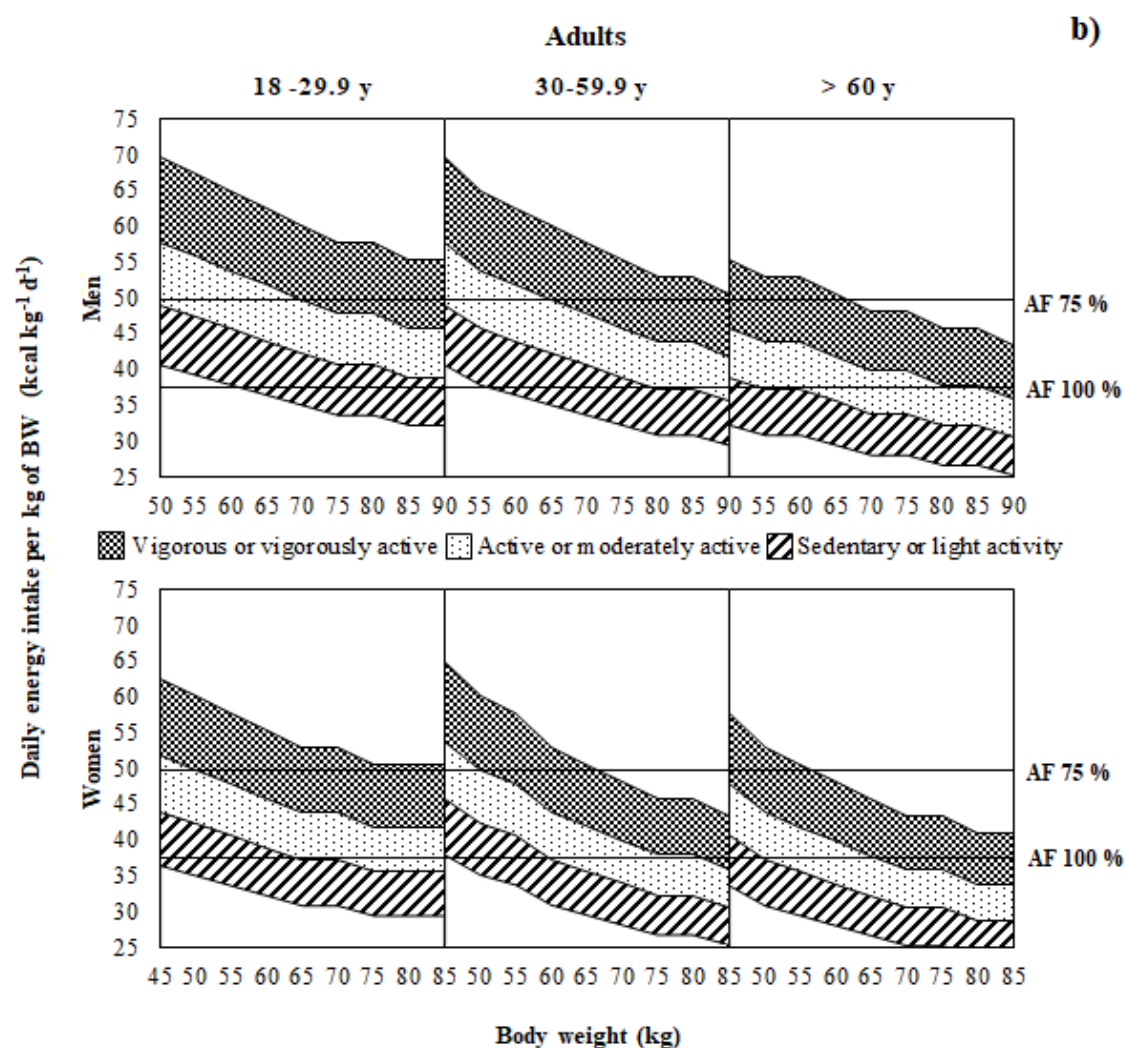 b)
Adults
18 -29.9 y 30-59.9 y > 60 y
Daily energy intake per kg of BW (kcal kg⁻¹ d⁻¹)
Men
75
70
65
60
55
50
45
40
35
30
25
AF 75 %
AF 100 %
50 55 60 65 70 75 80 85 90 55 60 65 70 75 80 85 90 55 60 65 70 75 80 85 90
Vigorous or vigorously active Active or moderately active Sedentary or light activity
Women
75
70
65
60
55
50
45
40
35
30
25
AF 75 %
AF 100 %
45 50 55 60 65 70 75 80 85 50 55 60 65 70 75 80 85 50 55 60 65 70 75 80 85
Body weight (kg)